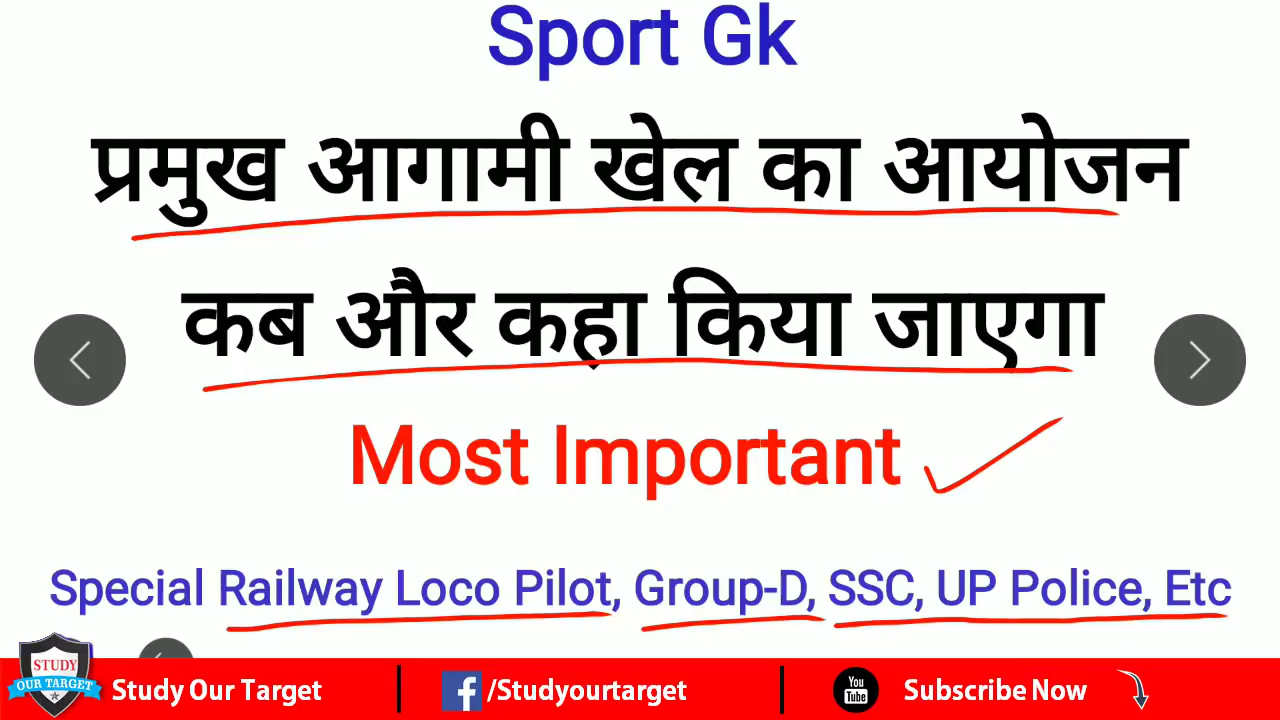 Sport Gk
प्रमुख आगामी खेल का आयोजन
कब और कहा किया जाएगा
Most Important
Special Railway Loco Pilot, Group-D, SSC, UP Police, Etc
STUDY
OUR TARGET
Study Our Target
f /Studyourtarget
You
Tube
Subscribe Now